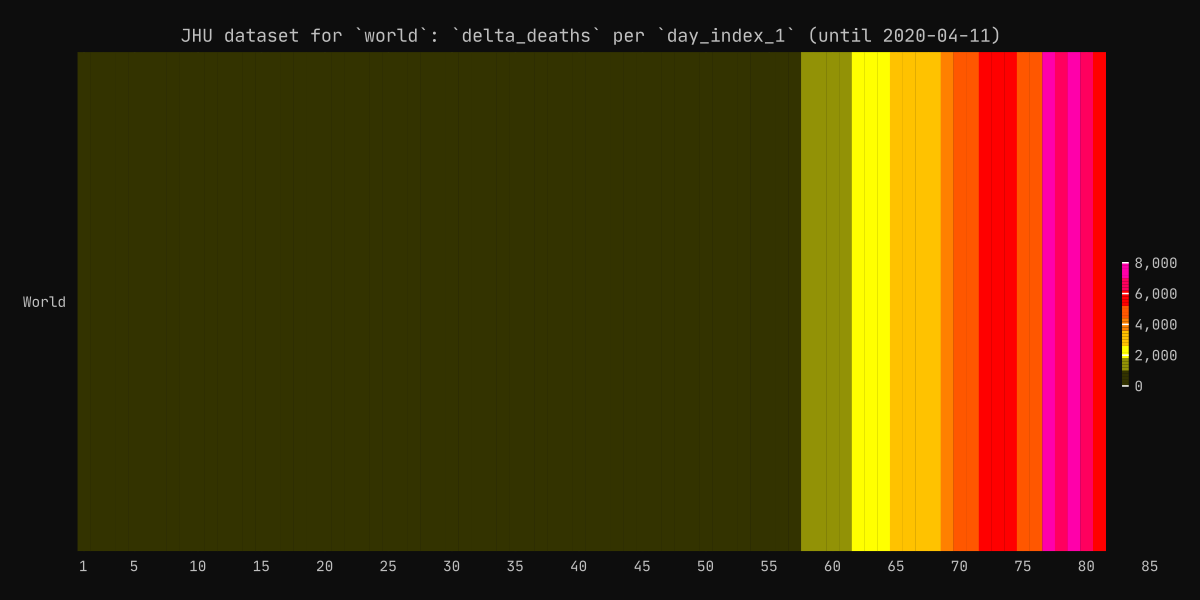 JHU dataset for `world`: `delta_deaths` per `day_index_1` (until 2020-04-11)
World
8,000
6,000
4,000
2,000
0
1 5 10 15 20 25 30 35 40 45 50 55 60 65 70 75 80 85